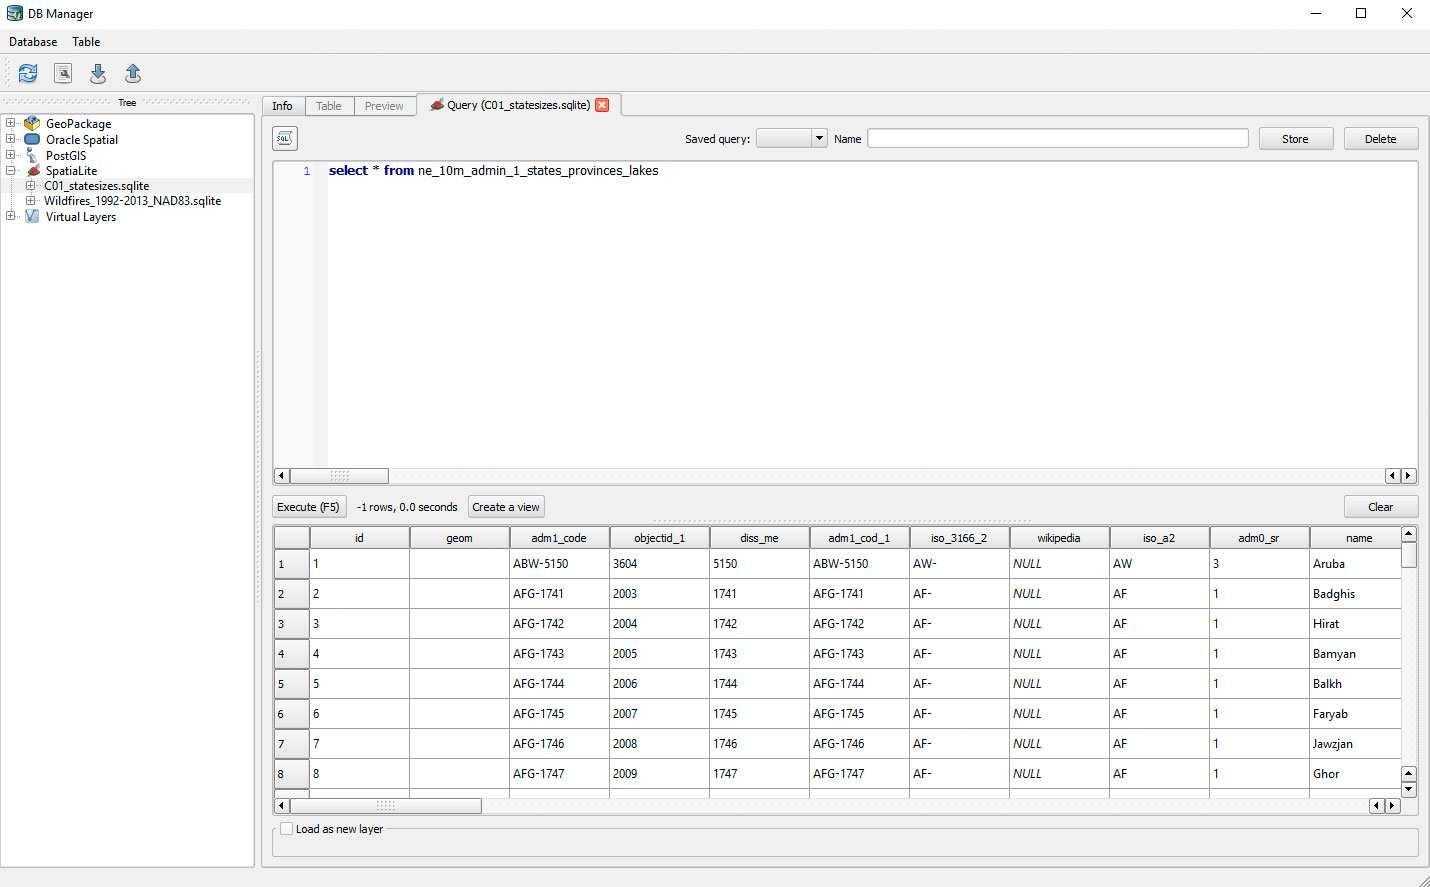 DB Manager
Database Table
Tree
GeoPackage
Oracle Spatial
PostGIS
SpatiaLite
C01_statesizes.sqlite
Wildfires_1992-2013_NAD83.sqlite
Virtual Layers
Info Table Preview Query (C01_statesizes.sqlite)
SQL Saved query: Name Store Delete
1 select * from ne_10m_admin_1_states_provinces_lakes
Execute (F5) -1 rows, 0.0 seconds Create a view Clear
id geom adm1_code objectid_1 diss_me adm1_cod_1 iso_3166_2 wikipedia iso_a2 adm0_sr name
1 1 ABW-5150 3604 5150 ABW-5150 AW- NULL AW 3 Aruba
2 2 AFG-1741 2003 1741 AFG-1741 AF- NULL AF 1 Badghis
3 3 AFG-1742 2004 1742 AFG-1742 AF- NULL AF 1 Hirat
4 4 AFG-1743 2005 1743 AFG-1743 AF- NULL AF 1 Bamyan
5 5 AFG-1744 2006 1744 AFG-1744 AF- NULL AF 1 Balkh
6 6 AFG-1745 2007 1745 AFG-1745 AF- NULL AF 1 Faryab
7 7 AFG-1746 2008 1746 AFG-1746 AF- NULL AF 1 Jawzjan
8 8 AFG-1747 2009 1747 AFG-1747 AF- NULL AF 1 Ghor
Load as new layer